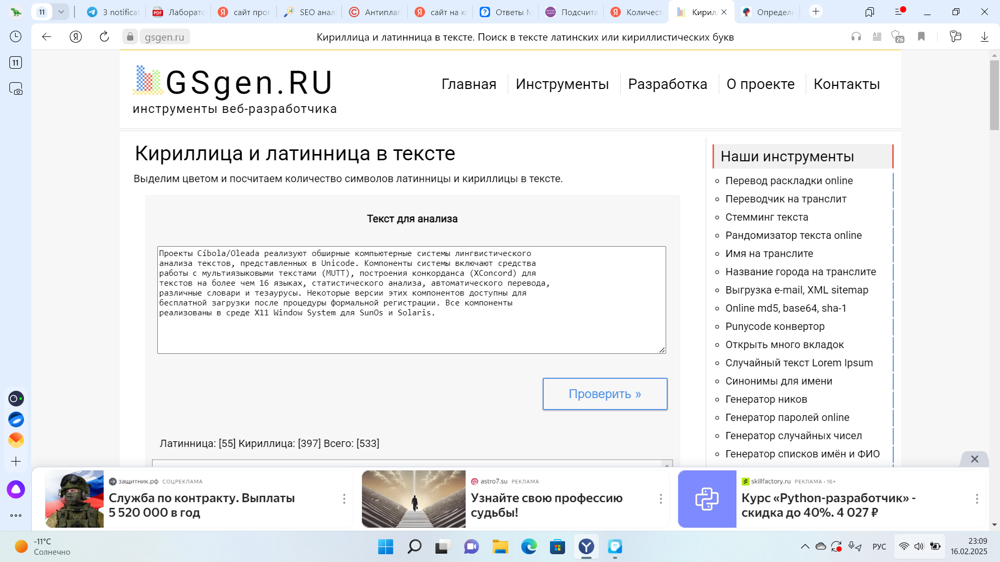 11
3 notificat
Лаборато
сайт пров
SEO анал
Антиплаг
сайт на ко
Ответы М
Подсчита
Количест
Кирил
Определ
gsgen.ru
Кириллица и латинница в тексте. Поиск в тексте латинских или кириллистических букв
26
11
GSgen.RU
инструменты веб-разработчика
Главная
Инструменты
Разработка
О проекте
Контакты
Кириллица и латинница в тексте
Выделим цветом и посчитаем количество символов латинницы и кириллицы в тексте.
Текст для анализа
Проекты Cíbola/Oleada реализуют обширные компьютерные системы лингвистического
анализа текстов, представленных в Unicode. Компоненты системы включают средства
работы с мультиязыковыми текстами (MUTT), построения конкорданса (XConcord) для
текстов на более чем 16 языках, статистического анализа, автоматического перевода,
различные словари и тезаурусы. Некоторые версии этих компонентов доступны для
бесплатной загрузки после процедуры формальной регистрации. Все компоненты
реализованы в среде X11 Window System для SunOs и Solaris.
Проверить »
Латинница: [55] Кириллица: [397] Всего: [533]
Наши инструменты
Перевод раскладки online
Переводчик на транслит
Стемминг текста
Рандомизатор текста online
Имя на транслите
Название города на транслите
Выгрузка e-mail, XML sitemap
Online md5, base64, sha-1
Punycode конвертор
Открыть много вкладок
Случайный текст Lorem Ipsum
Синонимы для имени
Генератор ников
Генератор паролей online
Генератор случайных чисел
Генератор списков имён и ФИО
защитник.рф СОЦРЕКЛАМА
Служба по контракту. Выплаты
5 520 000 в год
astro7.su РЕКЛАМА
Узнайте свою профессию
судьбы!
skillfactory.ru РЕКЛАМА • 16+
Курс «Python-разработчик» -
скидка до 40%. 4 027 ₽
-11°C
Солнечно
РУС
23:09
16.02.2025